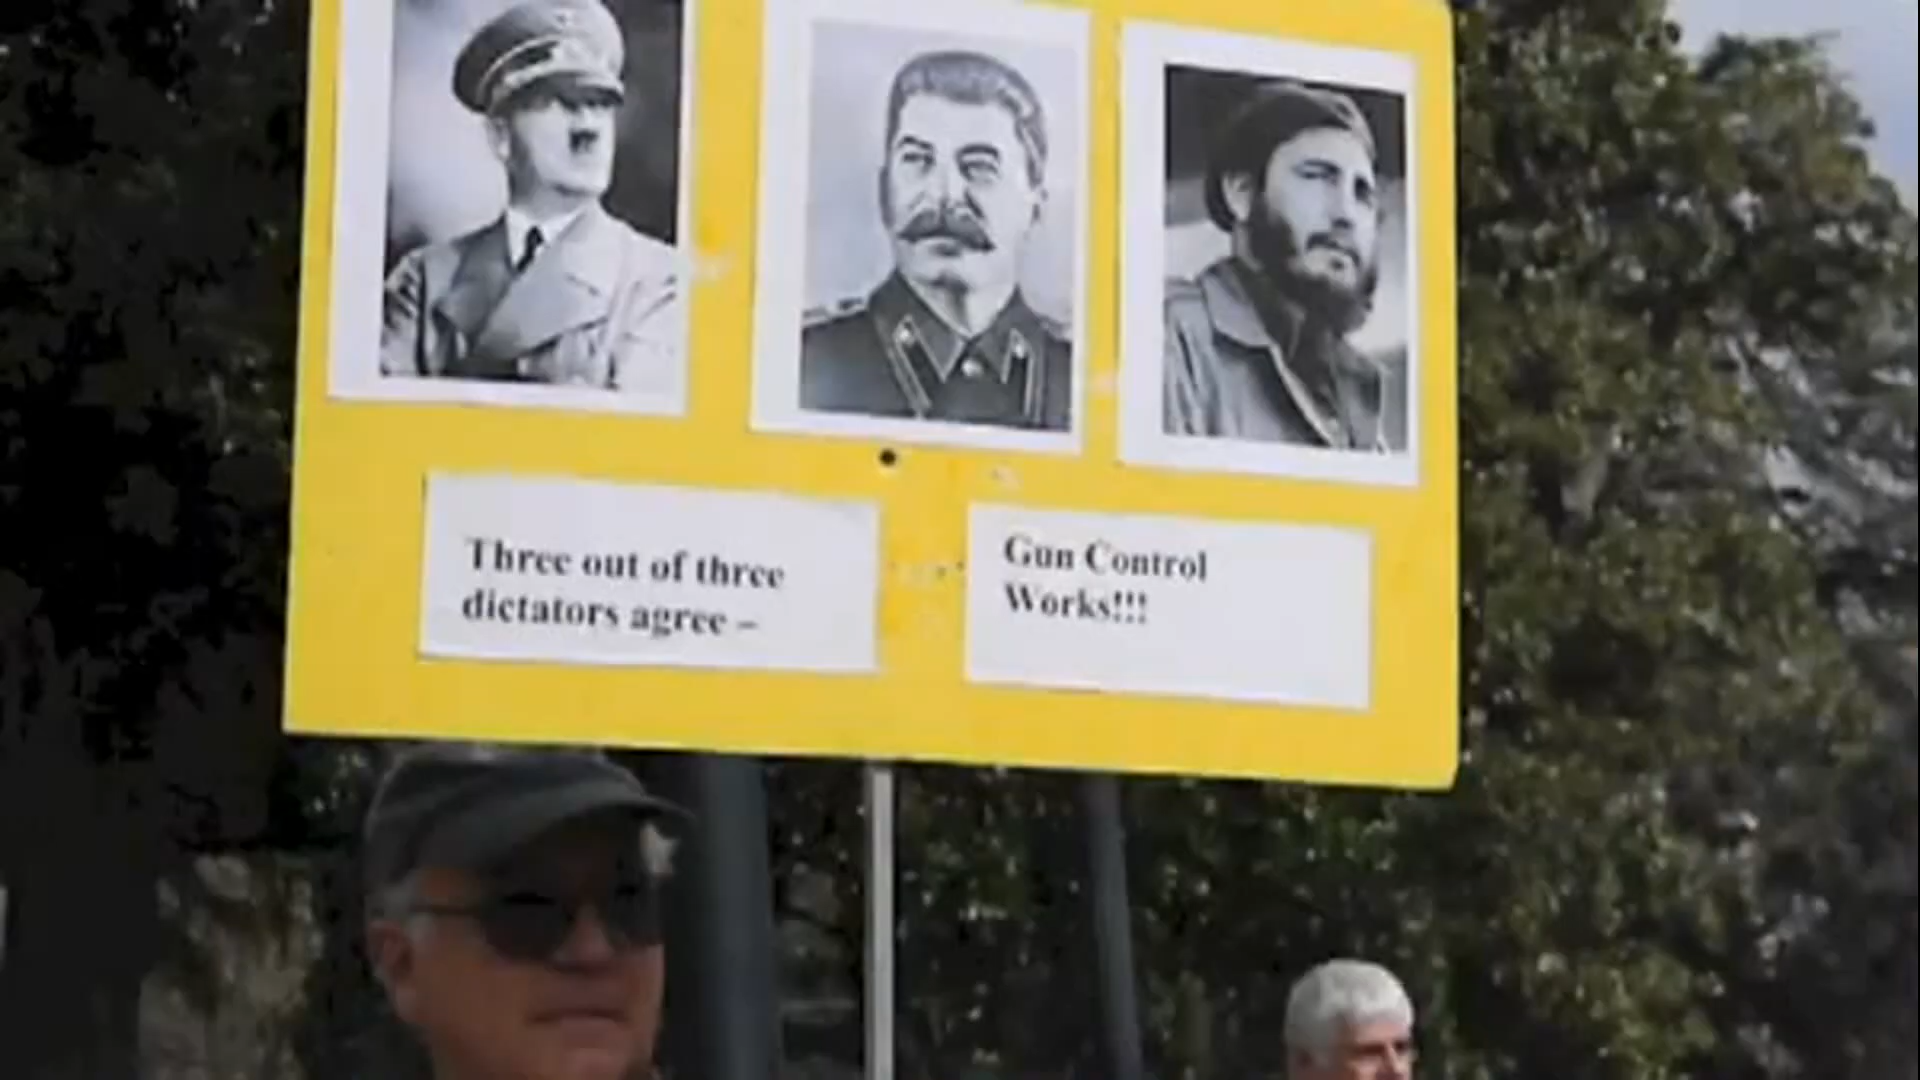 Three out of three
dictators agree –
Gun Control
Works!!!